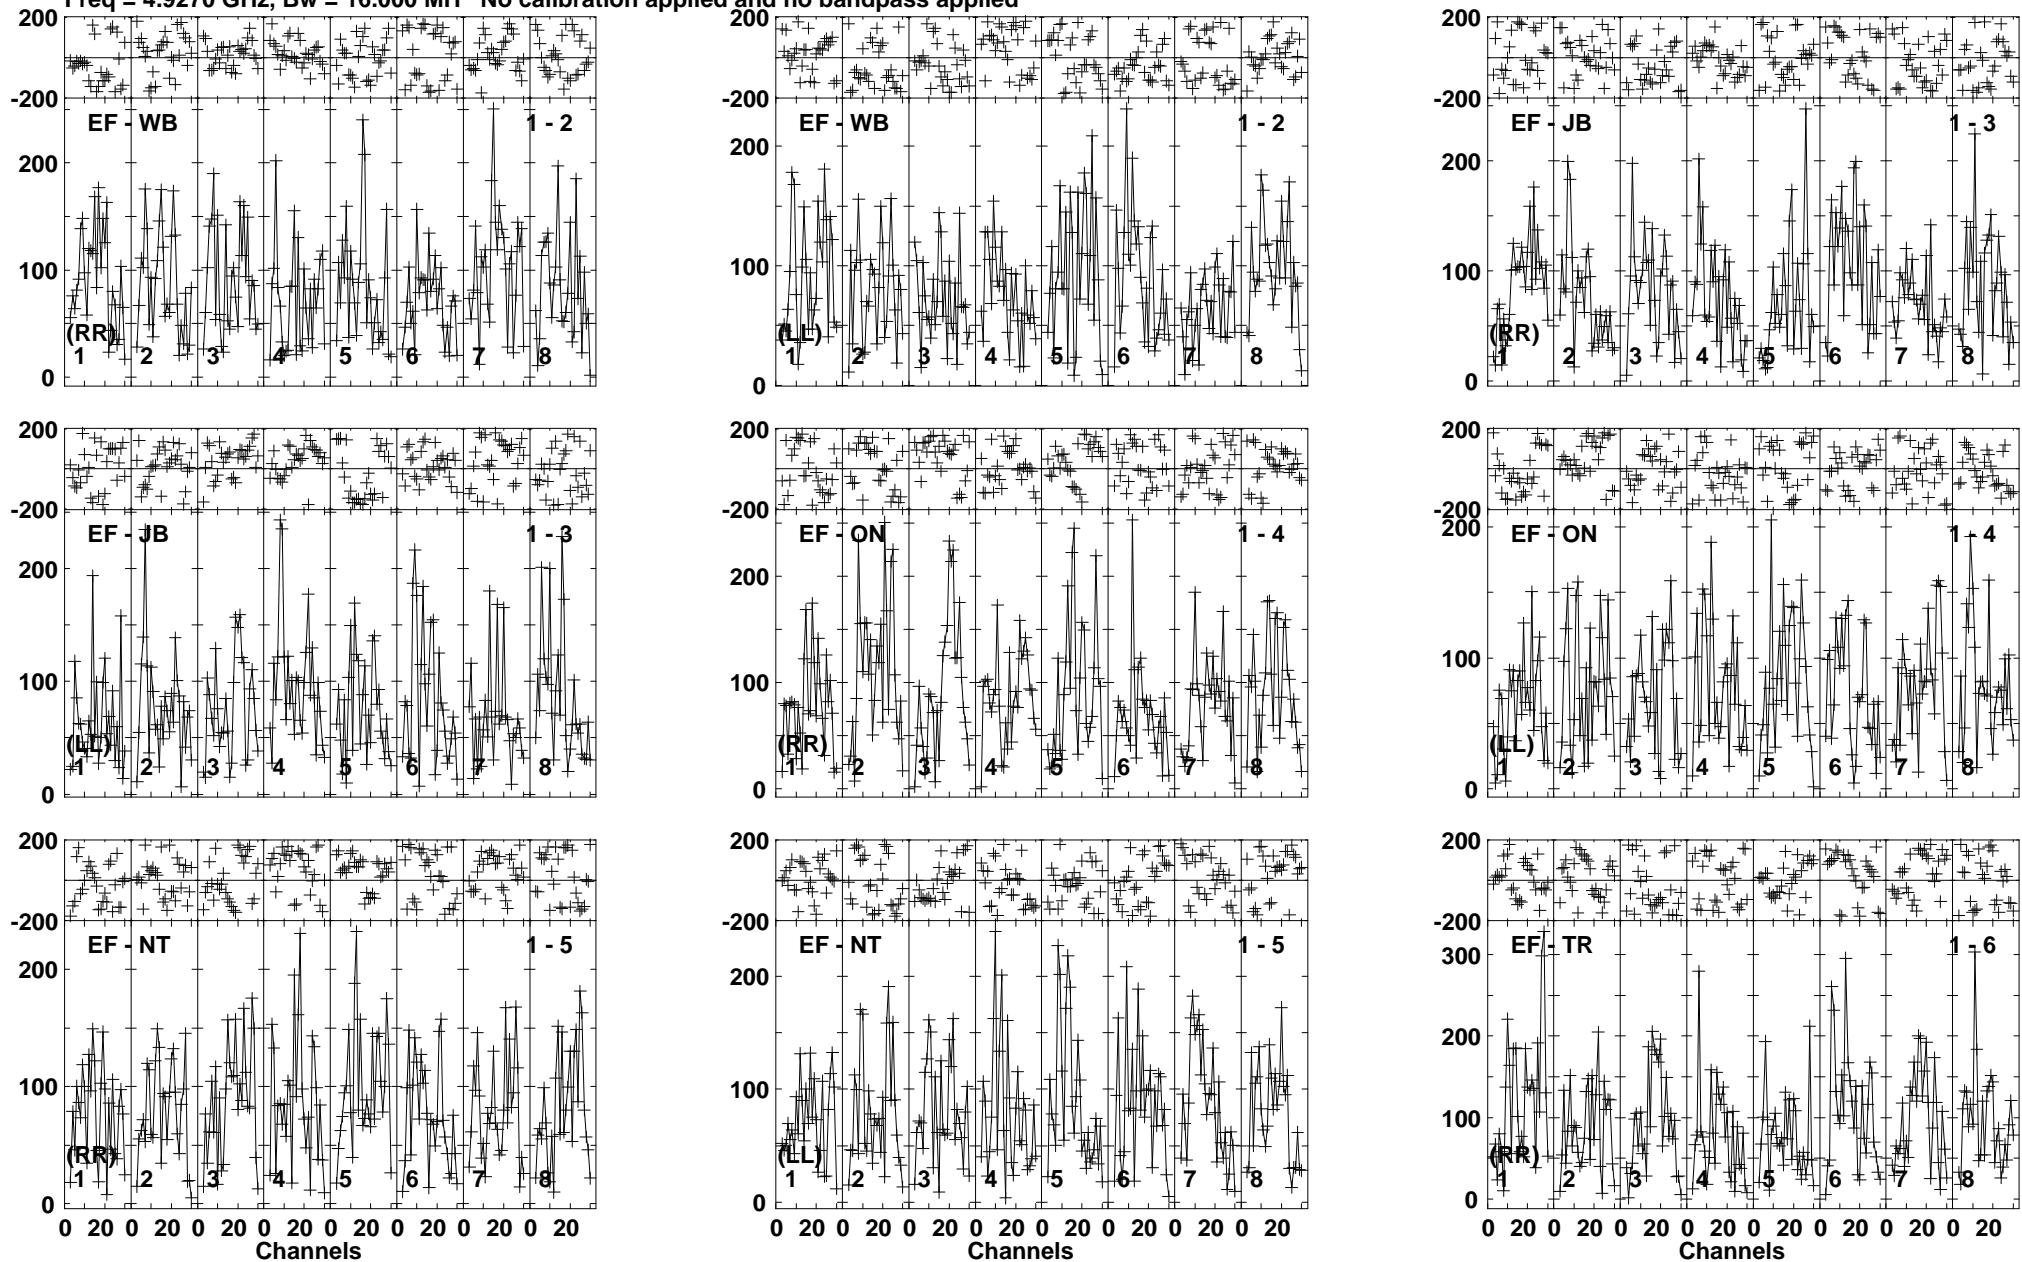 Freq = 4.9270 GHz, Bw = 16.000 MH No calibration applied and no bandpass applied
200 200 200
-200 -200 -200
EF - WB 1 - 2 EF - WB 1 - 2 EF - JB 1 - 3
200 200 200
100 100 100
(RR) (LL) (RR)
1 2 3 4 5 6 7 8 1 2 3 4 5 6 7 8 1 2 3 4 5 6 7 8
0 0 0
200 200 200
-200 -200 -200
EF - JB 1 - 3 EF - ON 1 - 4 EF - ON 1 - 4
200 200 200
100 100 100
(LL) (RR) (LL)
1 2 3 4 5 6 7 8 1 2 3 4 5 6 7 8 1 2 3 4 5 6 7 8
0 0 0
200 200 200
-200 -200 -200
EF - NT 1 - 5 EF - NT 1 - 5 EF - TR 1 - 6
200 200 300
100 100 200
100
(RR) (LL) (RR)
1 2 3 4 5 6 7 8 1 2 3 4 5 6 7 8 1 2 3 4 5 6 7 8
0 0 0
0 20 0 20 0 20 0 20 0 20 0 20 0 20 0 20 0 20 0 20 0 20 0 20 0 20 0 20 0 20 0 20 0 20 0 20 0 20 0 20 0 20 0 20 0 20 0 20
Channels Channels Channels